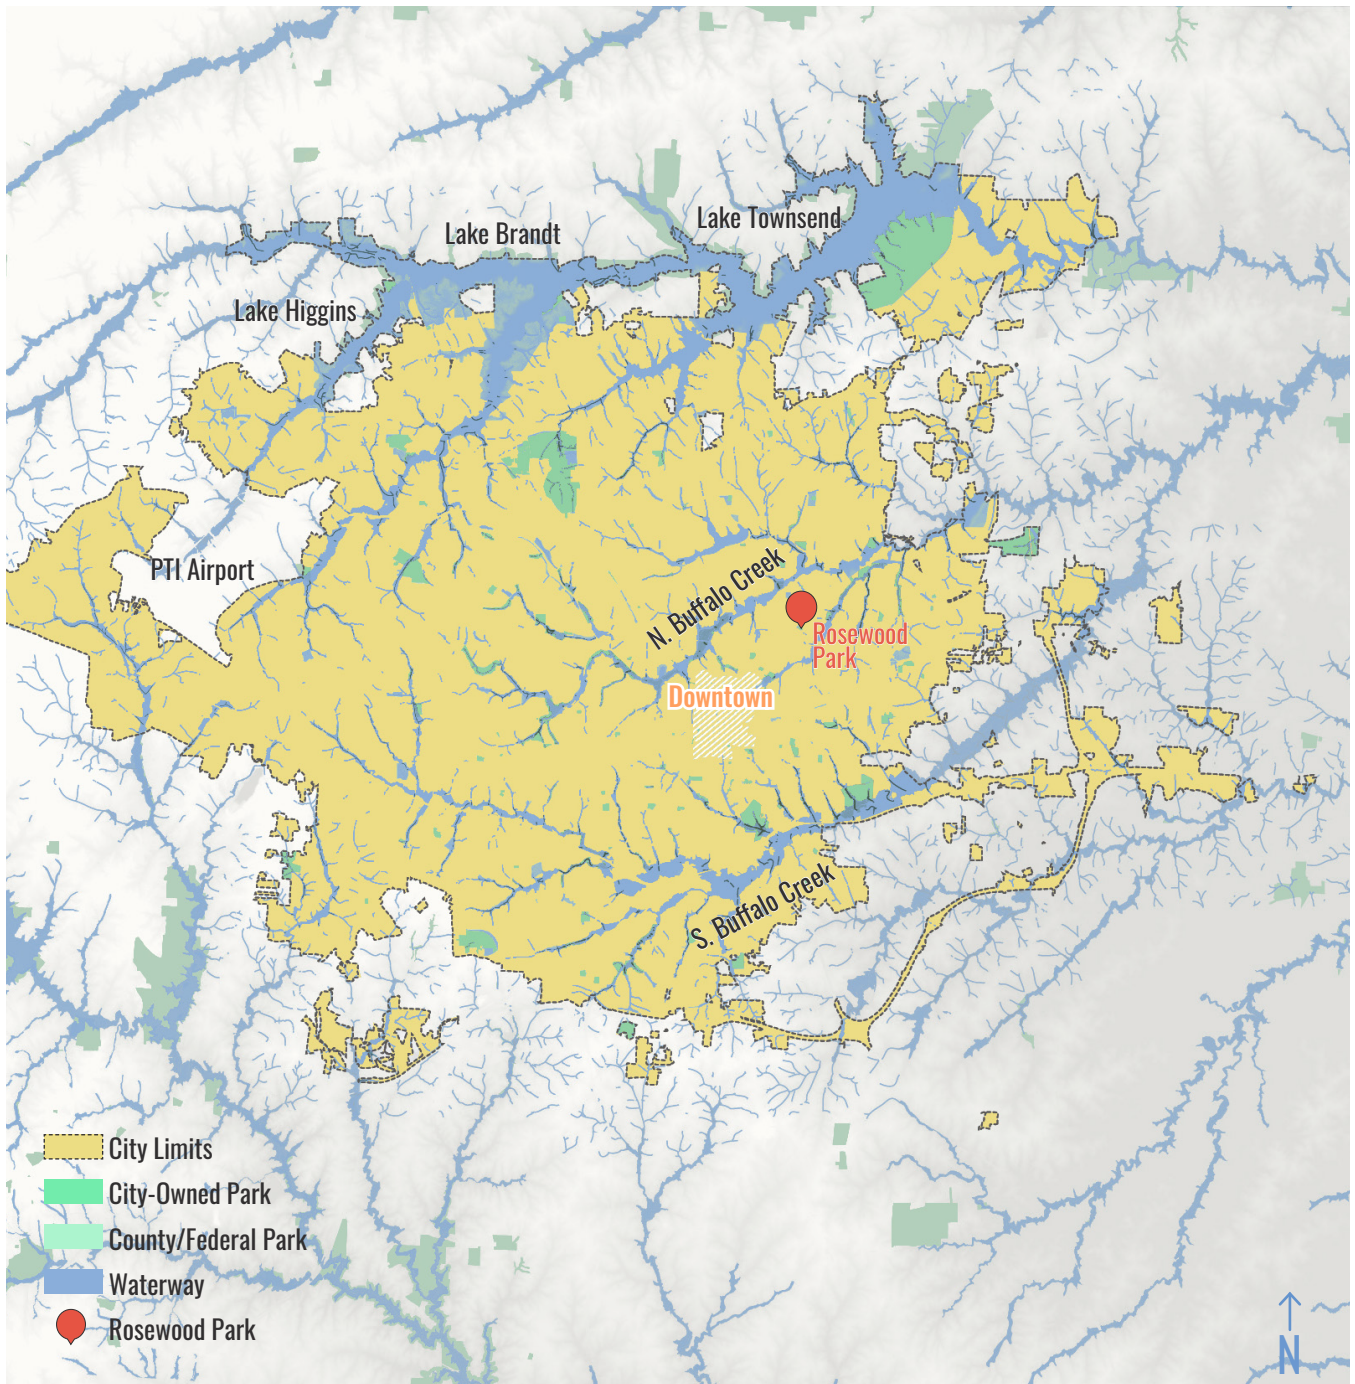 Lake Townsend
Lake Brandt
Lake Higgins
PTI Airport
N. Buffalo Creek
Rosewood
Park
Downtown
S. Buffalo Creek
City Limits
City-Owned Park
County/Federal Park
Waterway
Rosewood Park
N